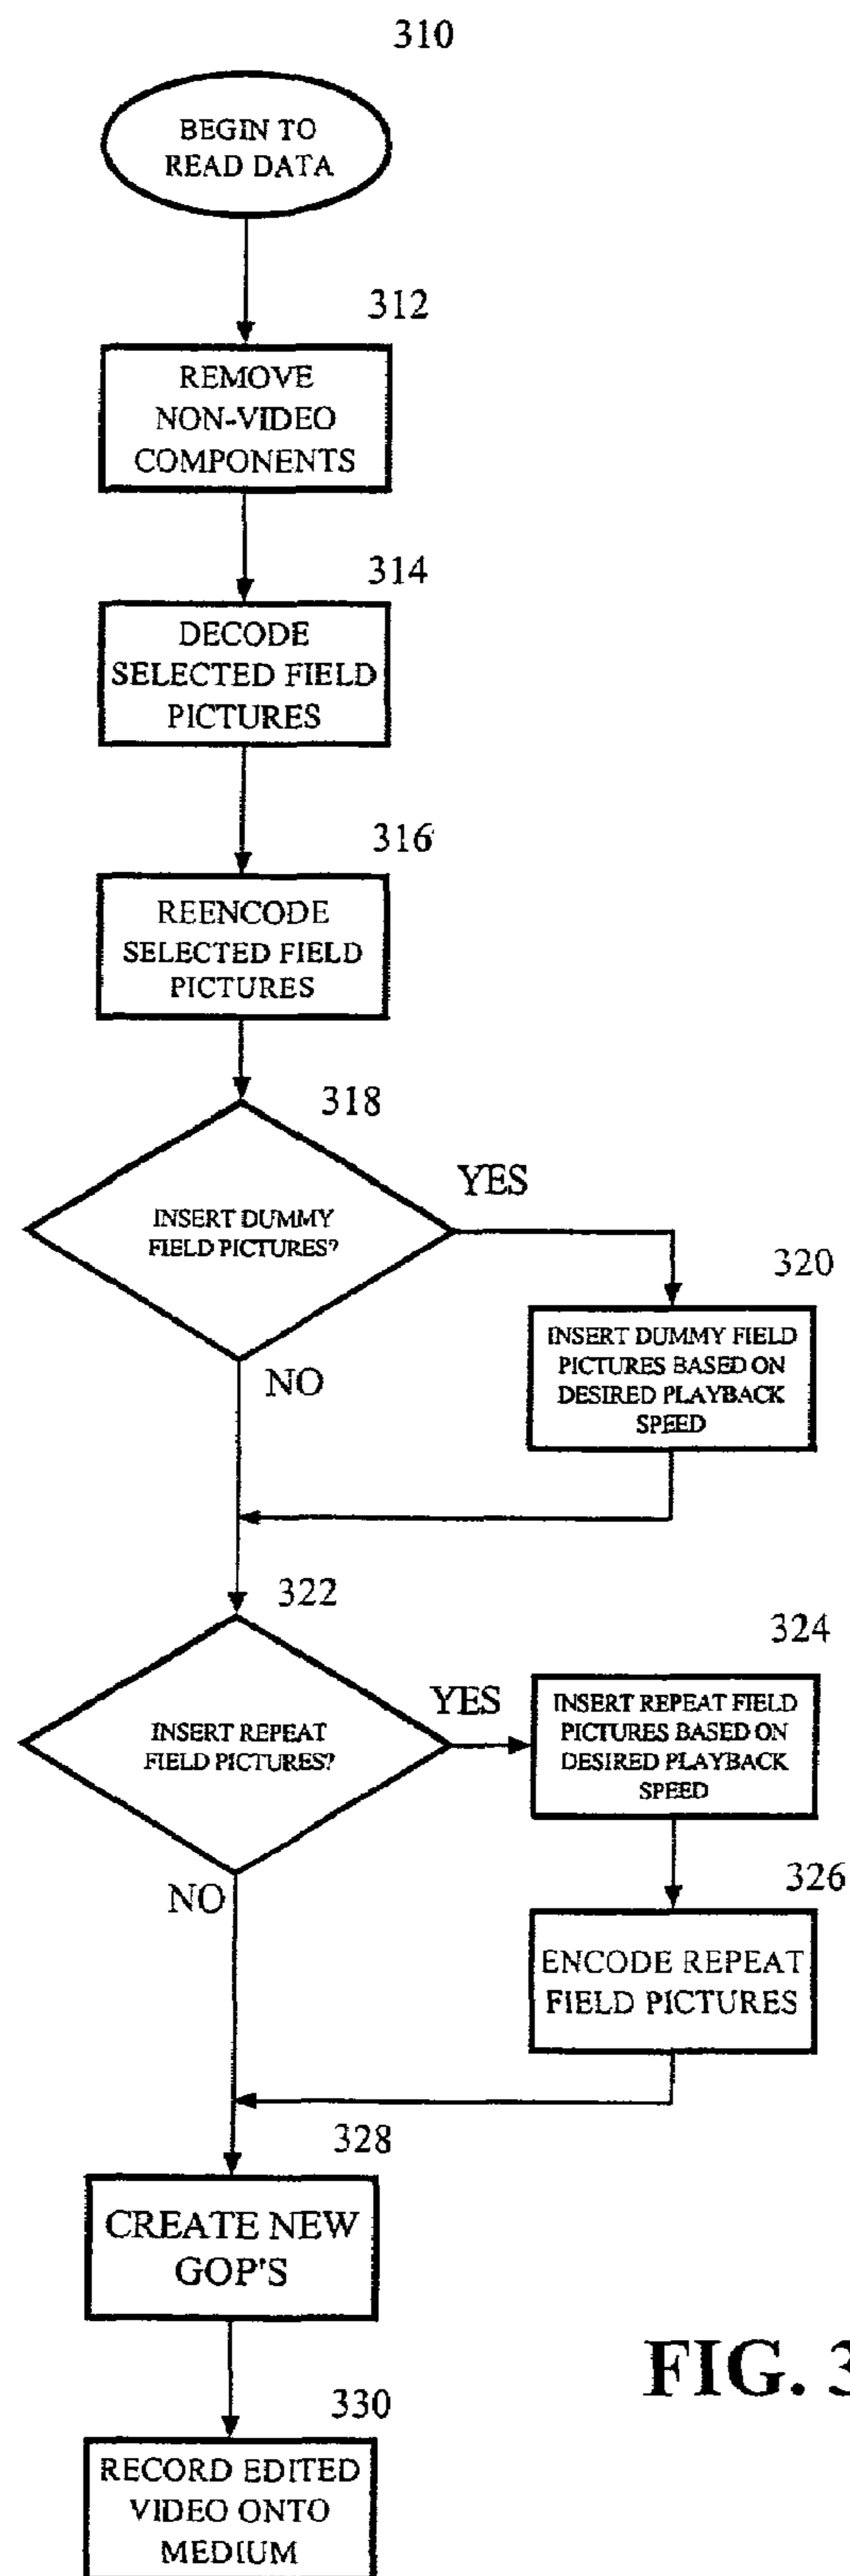 310
BEGIN TO
READ DATA
312
REMOVE
NON-VIDEO
COMPONENTS
314
DECODE
SELECTED FIELD
PICTURES
316
REENCODE
SELECTED FIELD
PICTURES
318
INSERT DUMMY
FIELD PICTURES?
YES
NO
320
INSERT DUMMY FIELD
PICTURES BASED ON
DESIRED PLAYBACK
SPEED
322
INSERT REPEAT
FIELD PICTURES?
YES
NO
324
INSERT REPEAT FIELD
PICTURES BASED ON
DESIRED PLAYBACK
SPEED
326
ENCODE REPEAT
FIELD PICTURES
328
CREATE NEW
GOP'S
330
RECORD EDITED
VIDEO ONTO
MEDIUM
FIG. 3